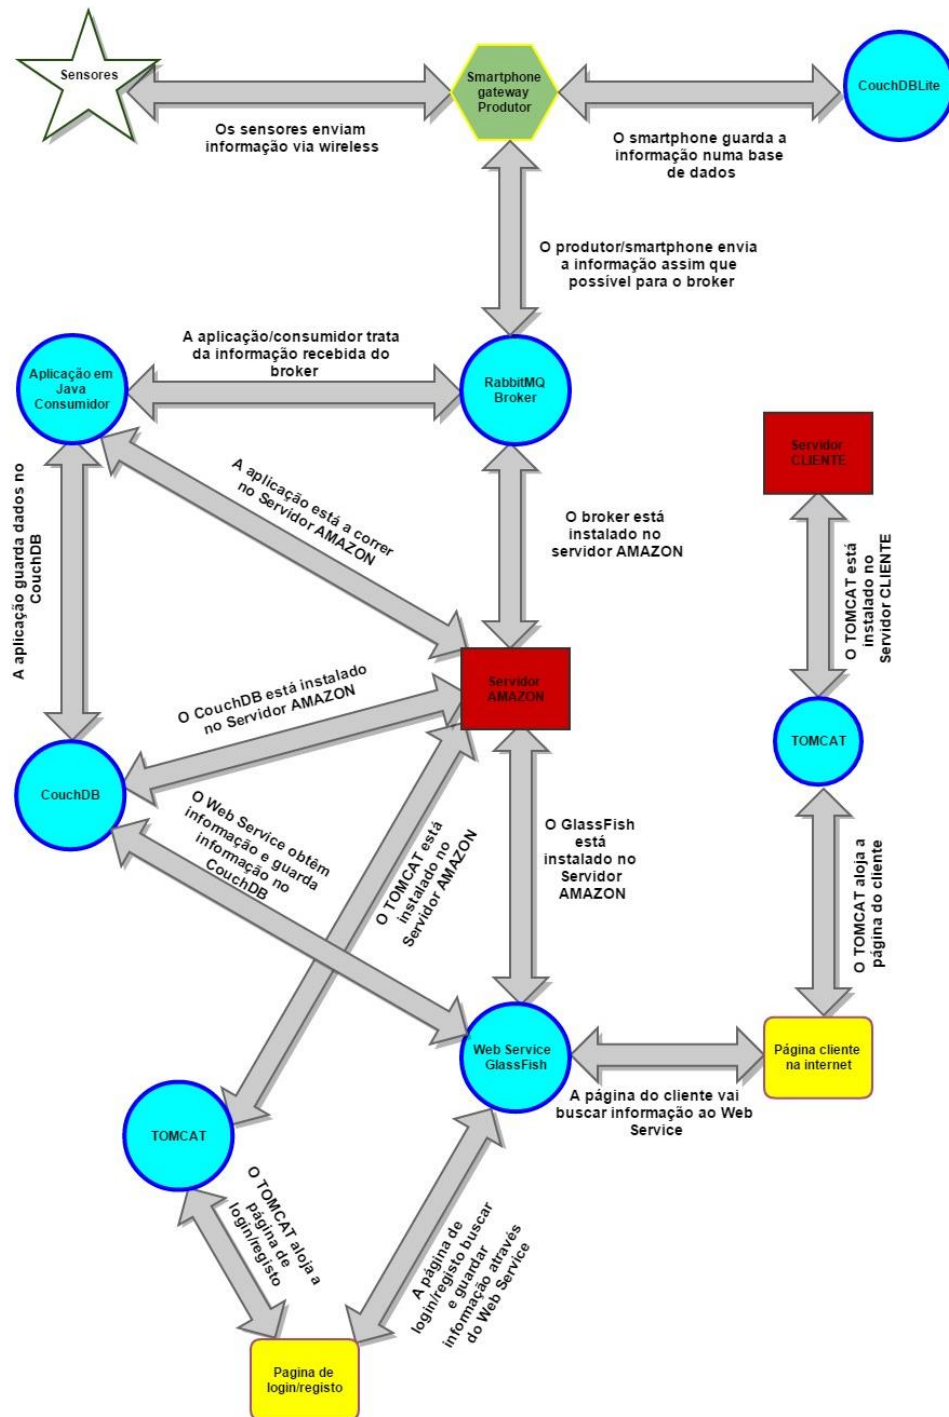 Sensores
Smartphone
gateway
Produtor
CouchDBLite
Os sensores enviam
informação via wireless
O smartphone guarda a
informação numa base
de dados
O produtor/smartphone envia
a informação assim que
possível para o broker
A aplicação/consumidor trata
da informação recebida do
broker
Aplicação em
Java
Consumidor
RabbitMQ
Broker
Servidor
CLIENTE
A aplicação está a correr
no Servidor AMAZON
O broker está
instalado no
servidor AMAZON
A aplicação guarda dados no
CouchDB
O TOMCAT está
instalado no
Servidor CLIENTE
O CouchDB está instalado
no Servidor AMAZON
Servidor
AMAZON
TOMCAT
CouchDB
O Web Service obtêm
informação e guarda
informação no
CouchDB
O TOMCAT está
instalado no
Servidor AMAZON
O GlassFish
está
instalado no
Servidor
AMAZON
O TOMCAT aloja a
página do cliente
Web Service
GlassFish
Página cliente
na internet
A página do cliente vai
buscar informação ao Web
Service
TOMCAT
O TOMCAT aloja a
página de
login/registo
A página de
login/registo buscar
e guardar
informação através
do Web Service
Pagina de
login/registo